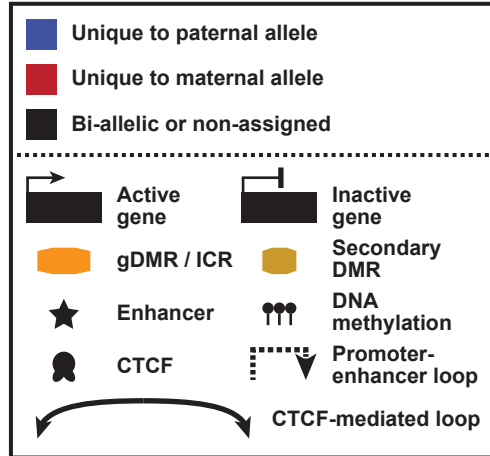 Unique to paternal allele
Unique to maternal allele
Bi-allelic or non-assigned
Active
gene
Inactive
gene
gDMR / ICR
Secondary
DMR
Enhancer
DNA
methylation
CTCF
Promoter-
enhancer loop
CTCF-mediated loop